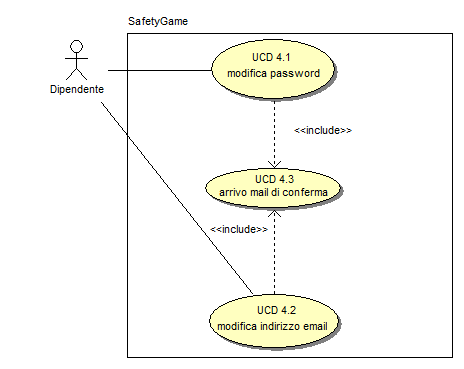 SafetyGame
Dipendente
UCD 4.1
modifica password
<<include>>
UCD 4.3
arrivo mail di conferma
<<include>>
UCD 4.2
modifica indirizzo email